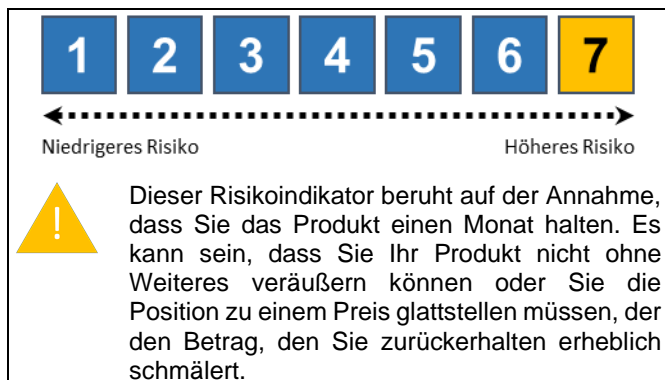 1 2 3 4 5 6 7
Niedrigeres Risiko Höheres Risiko
!
Dieser Risikoindikator beruht auf der Annahme,
dass Sie das Produkt einen Monat halten. Es
kann sein, dass Sie Ihr Produkt nicht ohne
Weiteres veräußern können oder Sie die
Position zu einem Preis glattstellen müssen, der
den Betrag, den Sie zurückerhalten erheblich
schmälert.